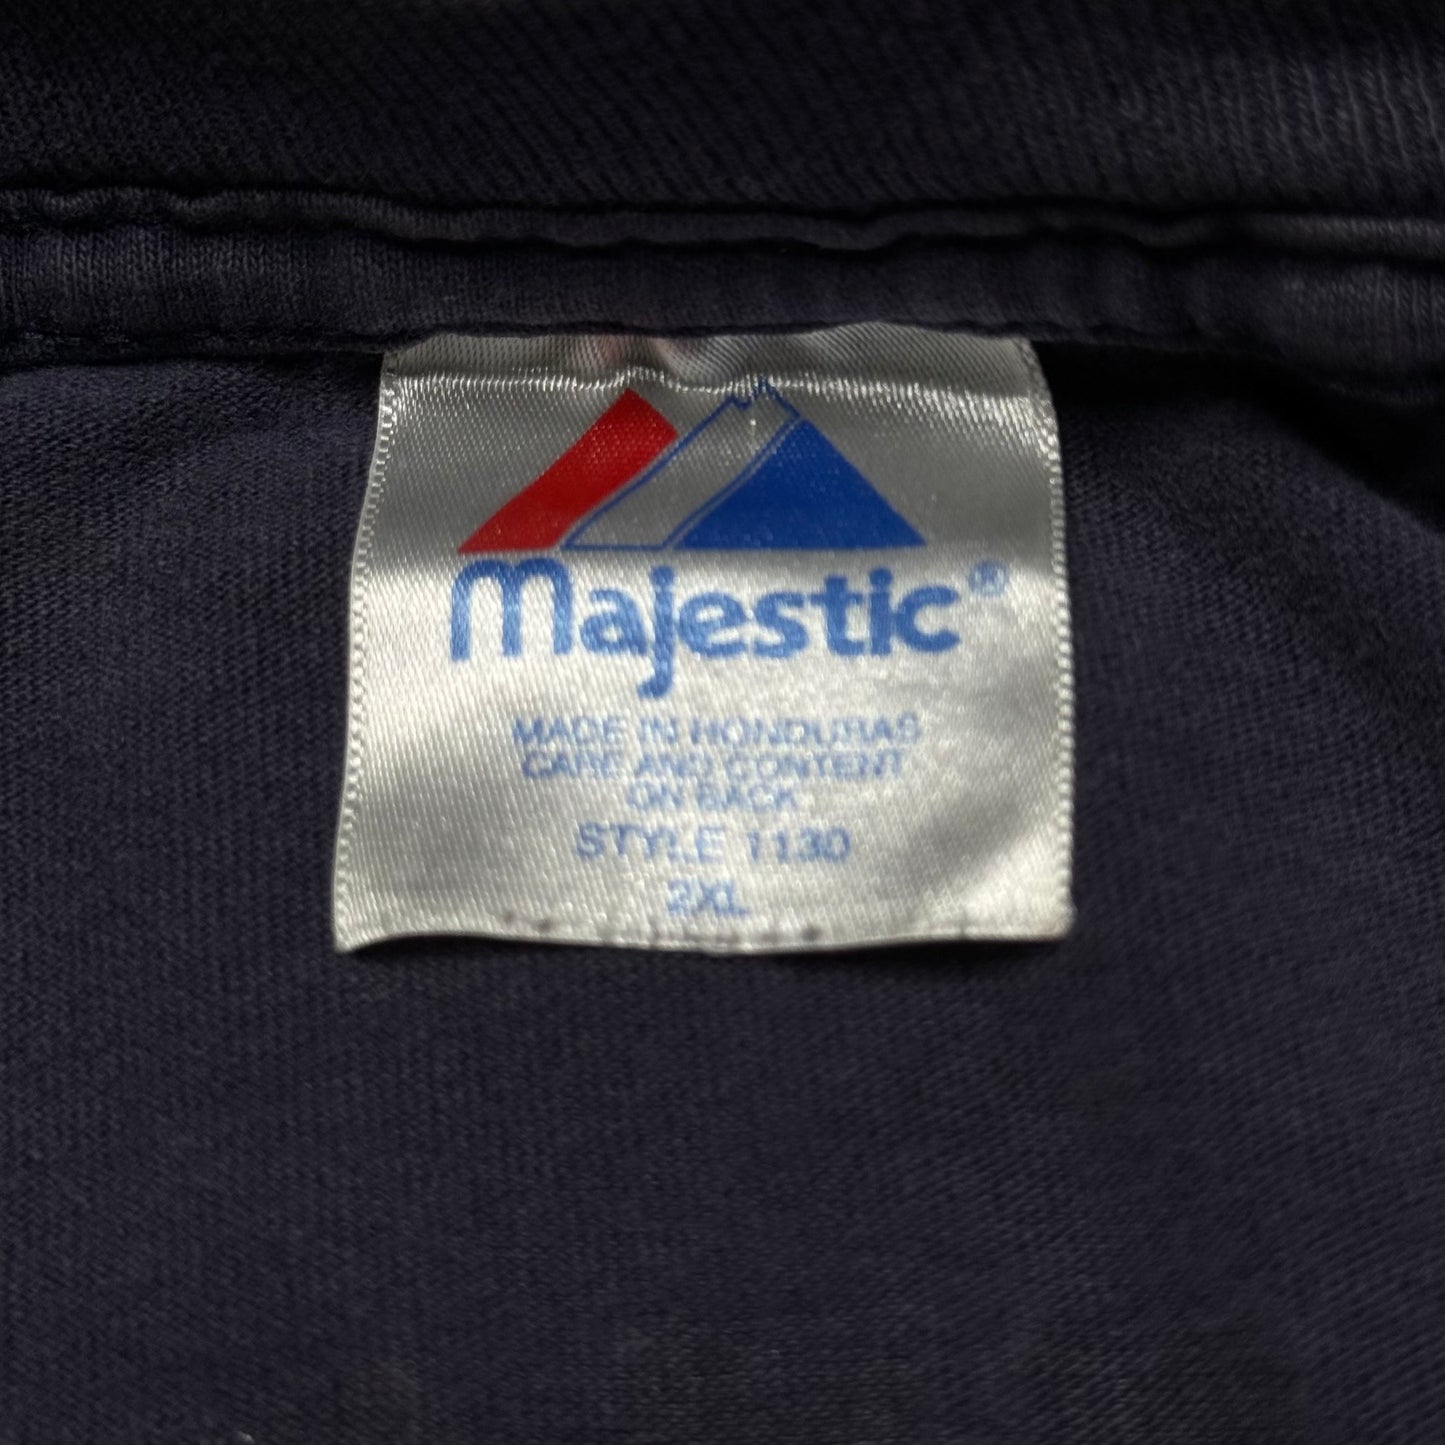 Majestic®
MADE IN HONDURAS
CARE AND CONTENT
ON BACK
STYLE 1130
2XL